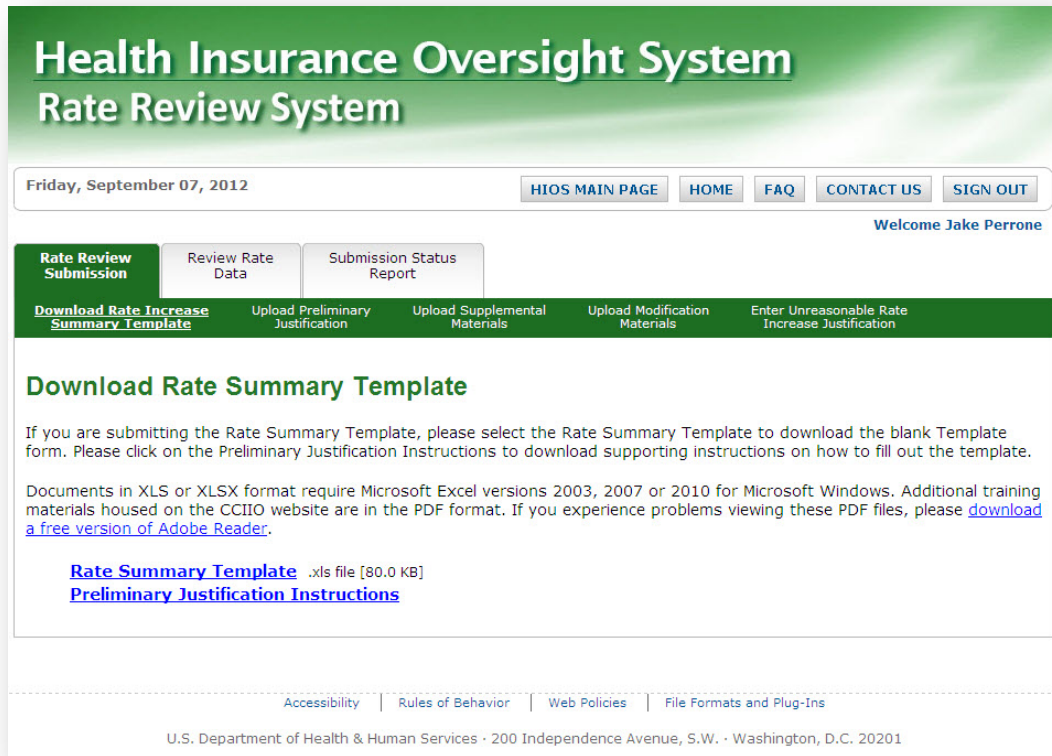 Health Insurance Oversight System
Rate Review System
Friday, September 07, 2012
HIOS MAIN PAGE
HOME
FAQ
CONTACT US
SIGN OUT
Welcome Jake Perrone
Rate Review
Submission
Review Rate
Data
Submission Status
Report
Download Rate Increase
Summary Template
Upload Preliminary
Justification
Upload Supplemental
Materials
Upload Modification
Materials
Enter Unreasonable Rate
Increase Justification
Download Rate Summary Template
If you are submitting the Rate Summary Template, please select the Rate Summary Template to download the blank Template
form. Please click on the Preliminary Justification Instructions to download supporting instructions on how to fill out the template.
Documents in XLS or XLSX format require Microsoft Excel versions 2003, 2007 or 2010 for Microsoft Windows. Additional training
materials housed on the CCIIO website are in the PDF format. If you experience problems viewing these PDF files, please download
a free version of Adobe Reader.
Rate Summary Template .xls file [80.0 KB]
Preliminary Justification Instructions
Accessibility | Rules of Behavior | Web Policies | File Formats and Plug-Ins
U.S. Department of Health & Human Services · 200 Independence Avenue, S.W. · Washington, D.C. 20201